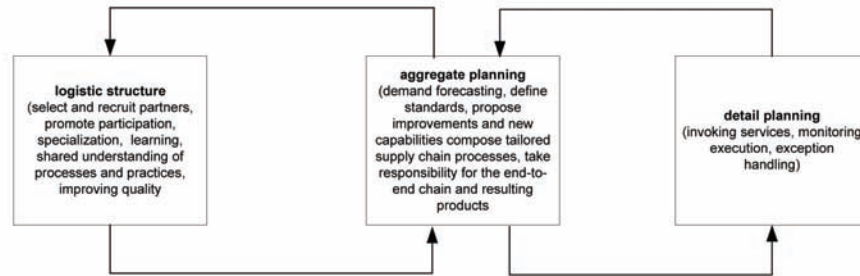 logistic structure
(select and recruit partners,
promote participation,
specialization, learning,
shared understanding of
processes and practices,
improving quality
aggregate planning
(demand forecasting, define
standards, propose
improvements and new
capabilities compose tailored
supply chain processes, take
responsibility for the end-to-
end chain and resulting
products
detail planning
(invoking services, monitoring
execution, exception
handling)